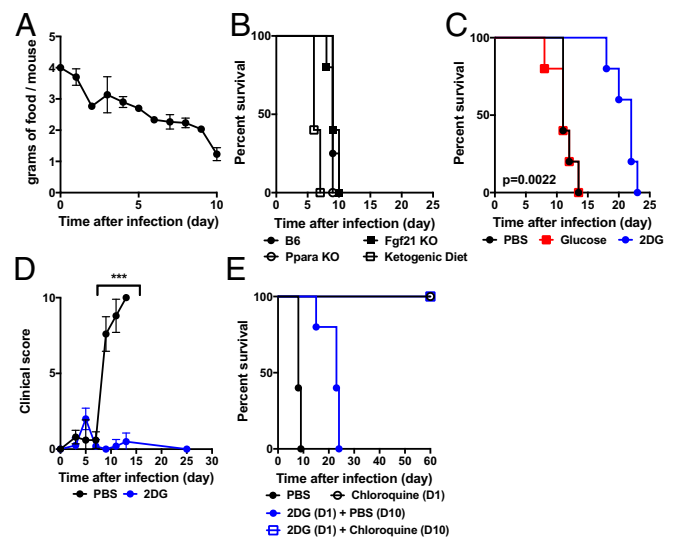 A
grams of food / mouse
5
4
3
2
1
0
0 2 4 6 8 10
Time after infection (day)
B
Percent survival
100
50
0
0 5 10 15 20 25
Time after infection (day)
B6 Fgf21 KO
Ppara KO Ketogenic Diet
C
Percent survival
100
50
0
p=0.0022
0 5 10 15 20 25
Time after infection (day)
PBS Glucose 2DG
D
Clinical score
10
5
0
***
0 5 10 15 20 25 30
Time after infection (day)
PBS 2DG
E
Percent survival
100
50
0
0 10 20 30 40 50 60
Time after infection (day)
PBS Chloroquine (D1)
2DG (D1) + PBS (D10)
2DG (D1) + Chloroquine (D10)